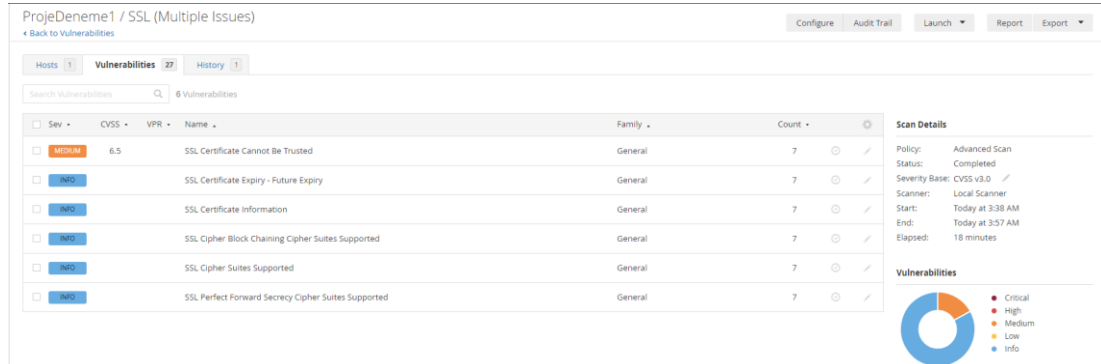 ProjeDeneme1 / SSL (Multiple Issues)
Configure Audit Trail Launch Report Export
Back to Vulnerabilities
Hosts 1 Vulnerabilities 27 History 1
Search Vulnerabilities 6 Vulnerabilities
Sev CVSS VPR Name Family Count
MEDIUM 6.5 SSL Certificate Cannot Be Trusted General 7
INFO SSL Certificate Expiry - Future Expiry General 7
INFO SSL Certificate Information General 7
INFO SSL Cipher Block Chaining Cipher Suites Supported General 7
INFO SSL Cipher Suites Supported General 7
INFO SSL Perfect Forward Secrecy Cipher Suites Supported General 7
Scan Details
Policy: Advanced Scan
Status: Completed
Severity Base: CVSS v3.0
Scanner: Local Scanner
Start: Today at 3:38 AM
End: Today at 3:57 AM
Elapsed: 18 minutes
Vulnerabilities
Critical
High
Medium
Low
Info